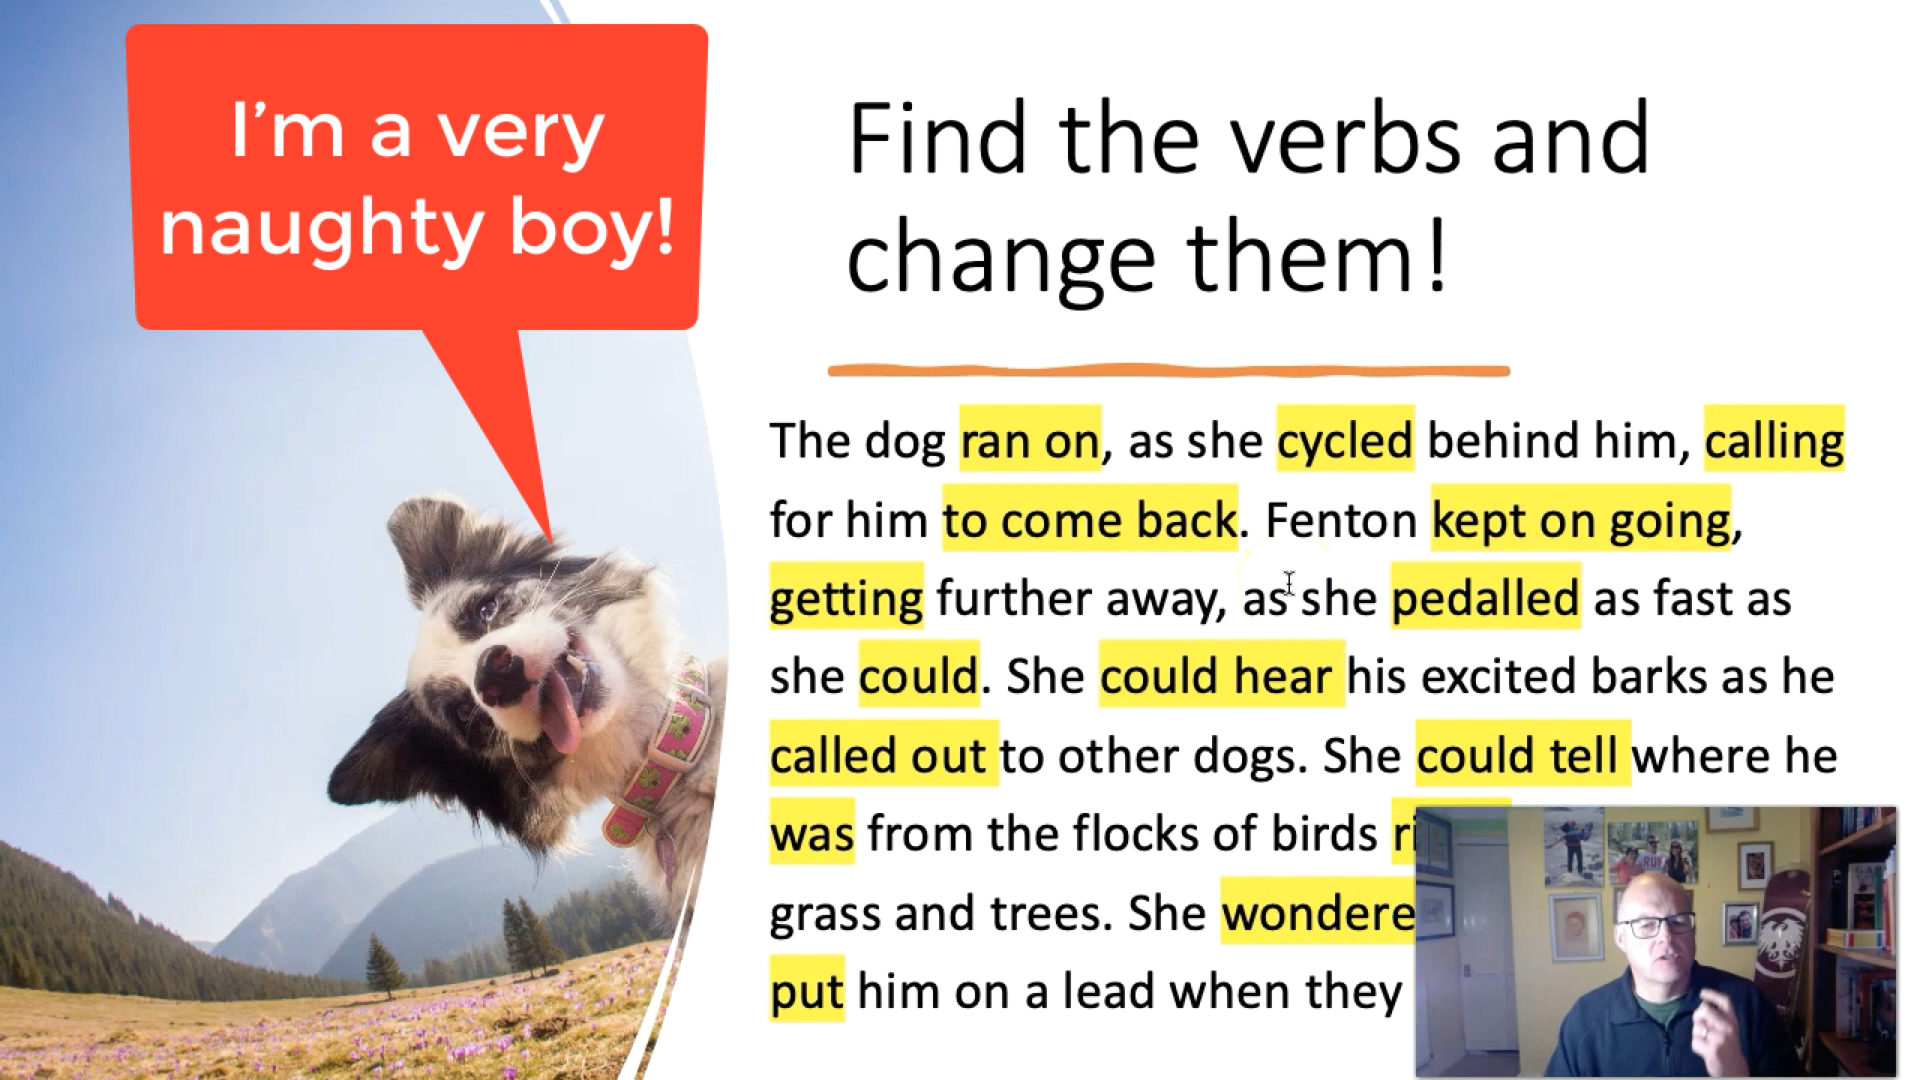 I'm a very
naughty boy!
Find the verbs and
change them!
The dog ran on, as she cycled behind him, calling
for him to come back. Fenton kept on going,
getting further away, as she pedalled as fast as
she could. She could hear his excited barks as he
called out to other dogs. She could tell where he
was from the flocks of birds
grass and trees. She
put him on a lead when they